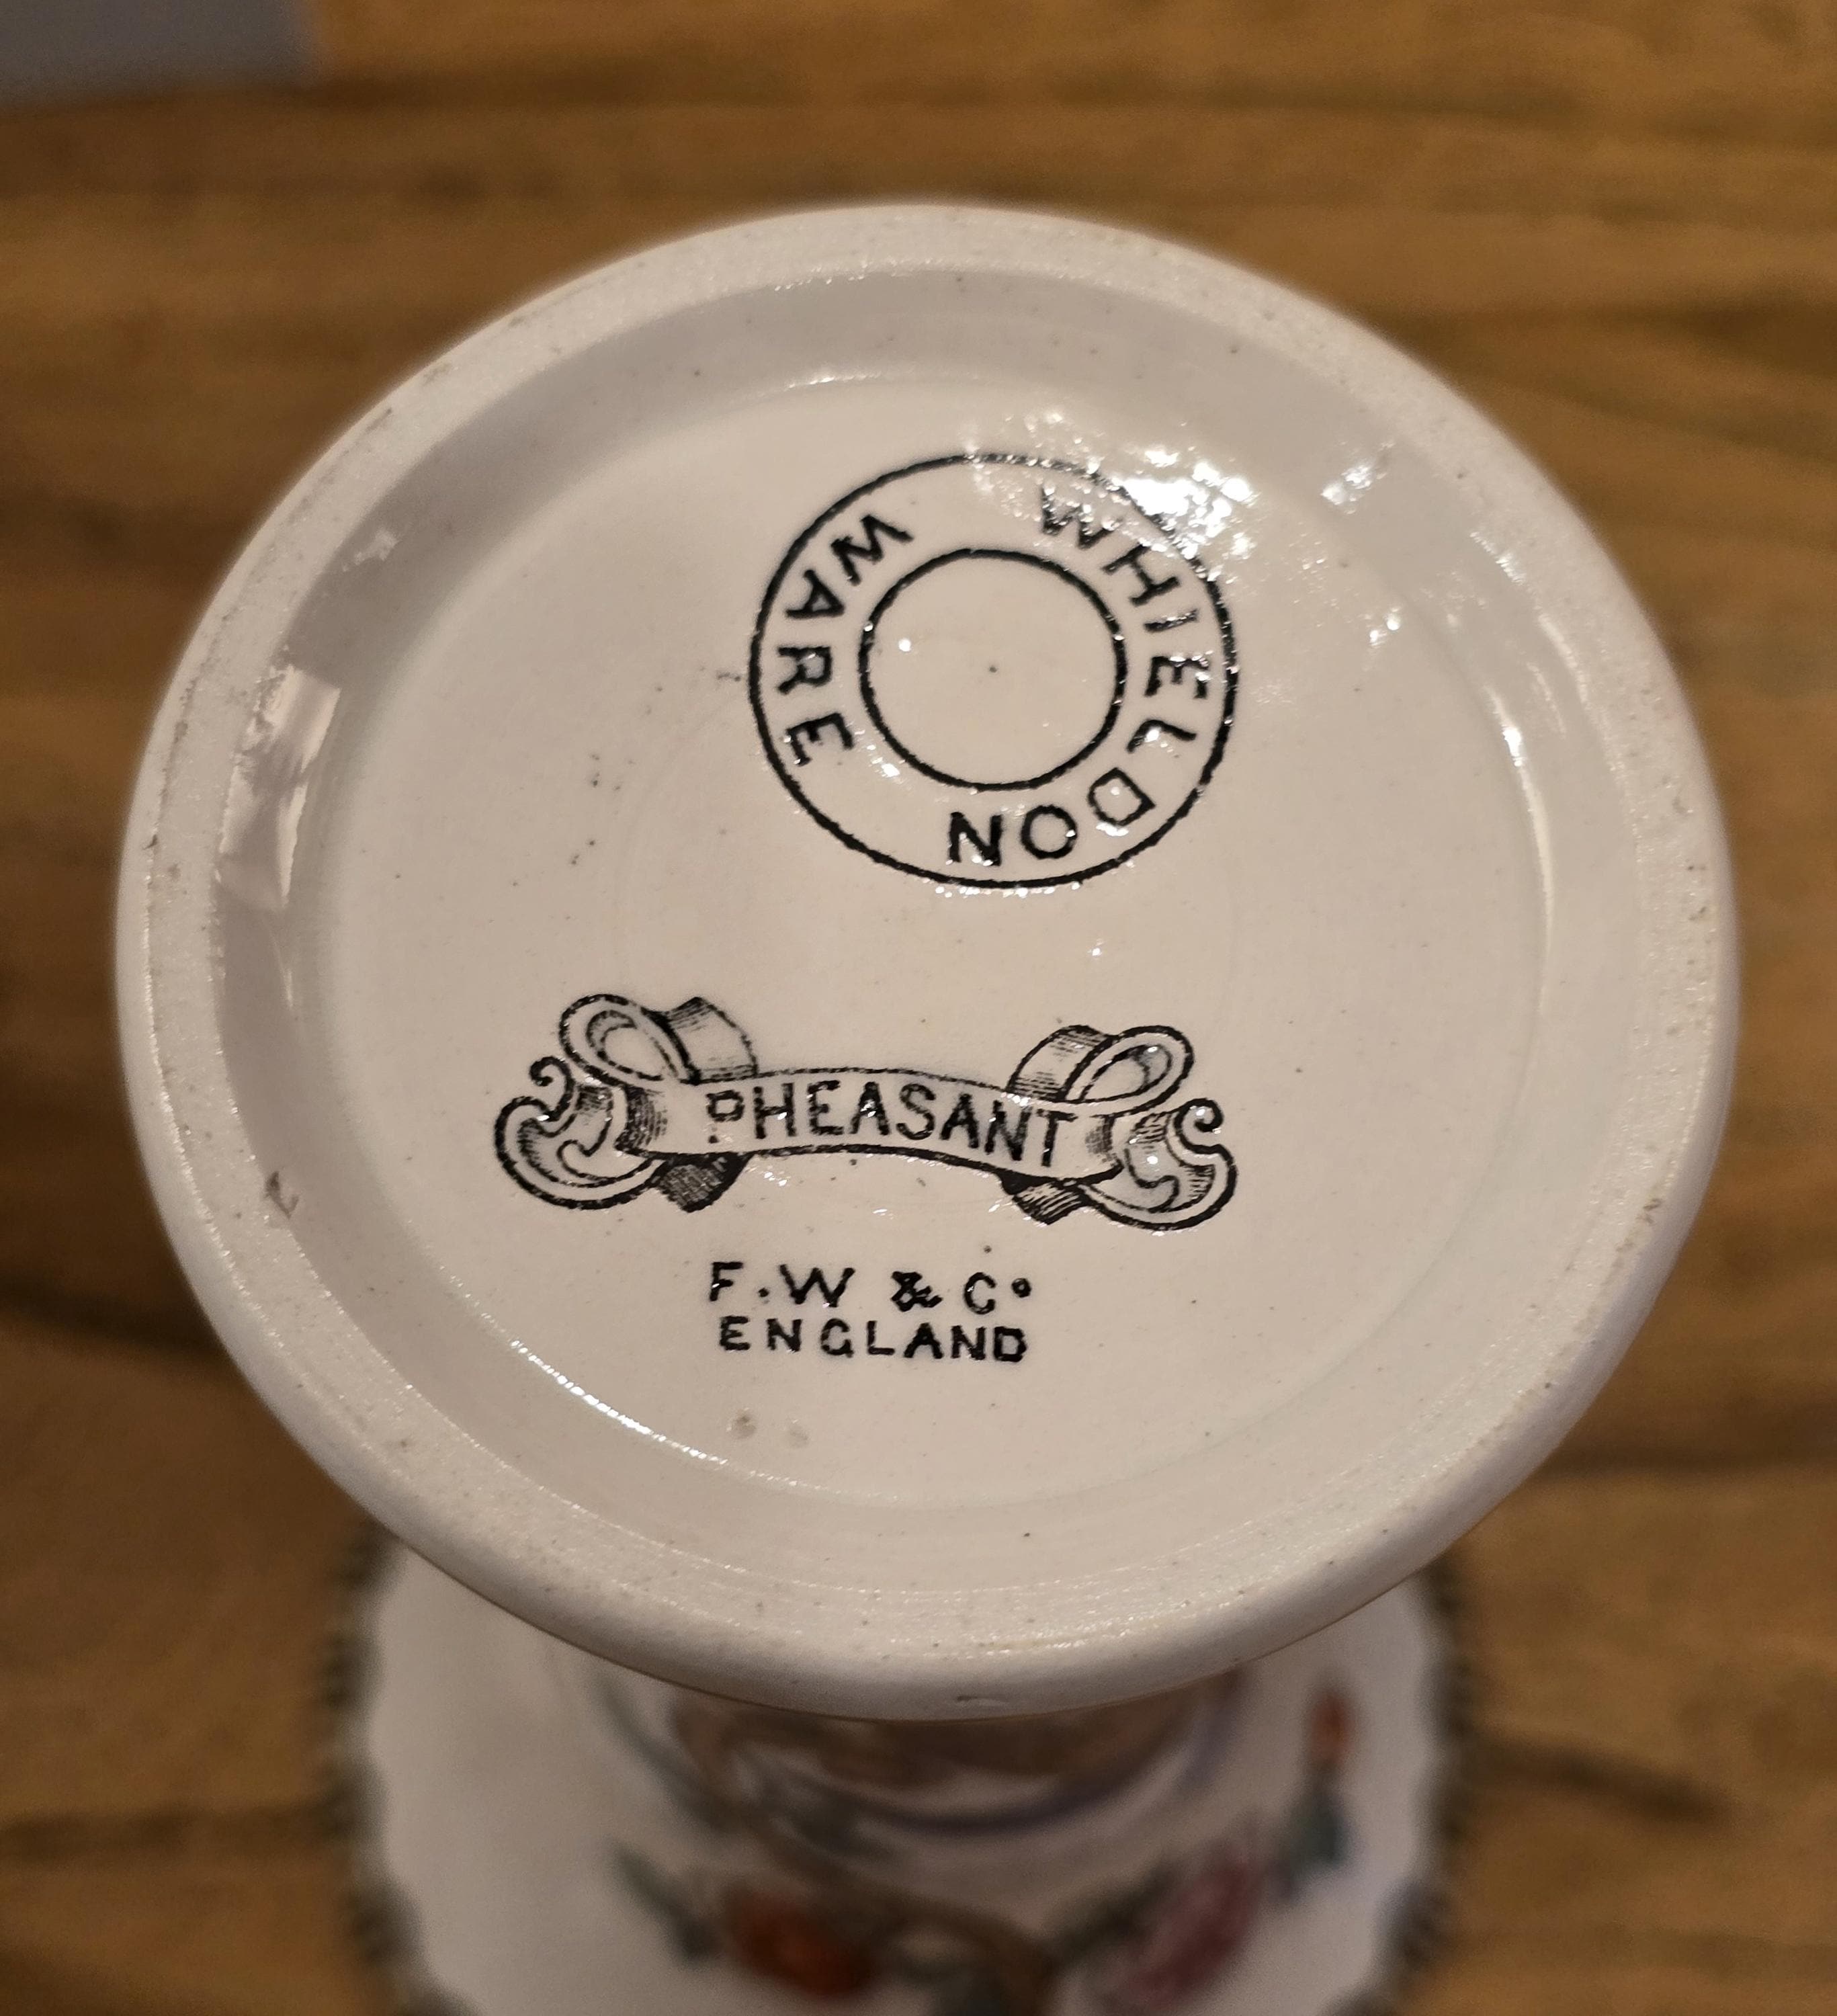 WHIELDON WARE
PHEASANT
F.W & Co
ENGLAND